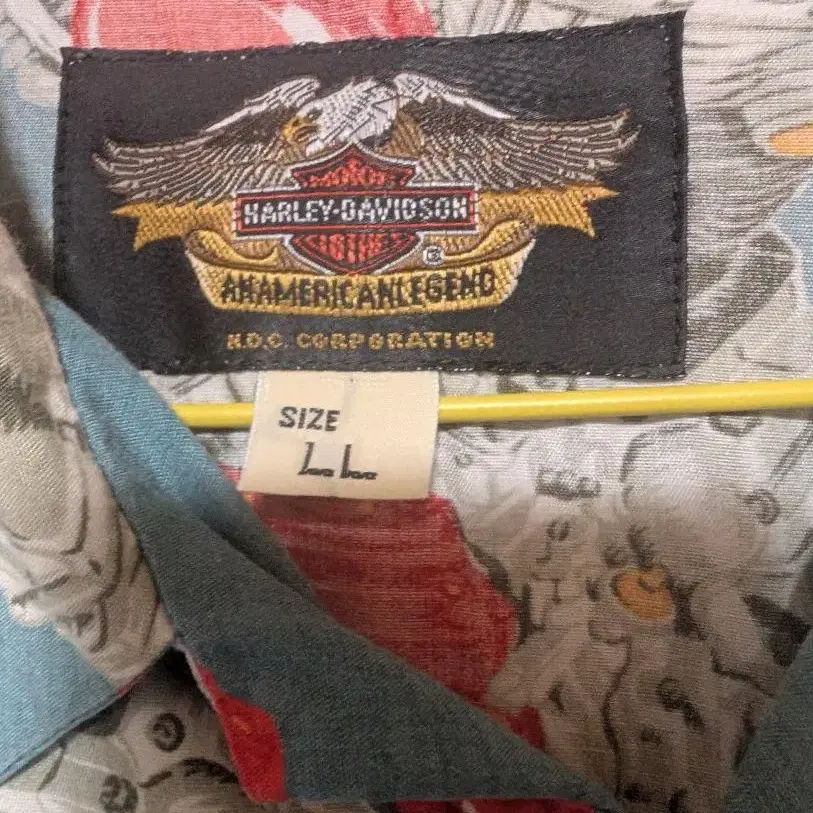 MOTOR
HARLEY-DAVIDSON
CYCLES
®
AN AMERICAN LEGEND
H.D.C. CORPORATION
SIZE
LL